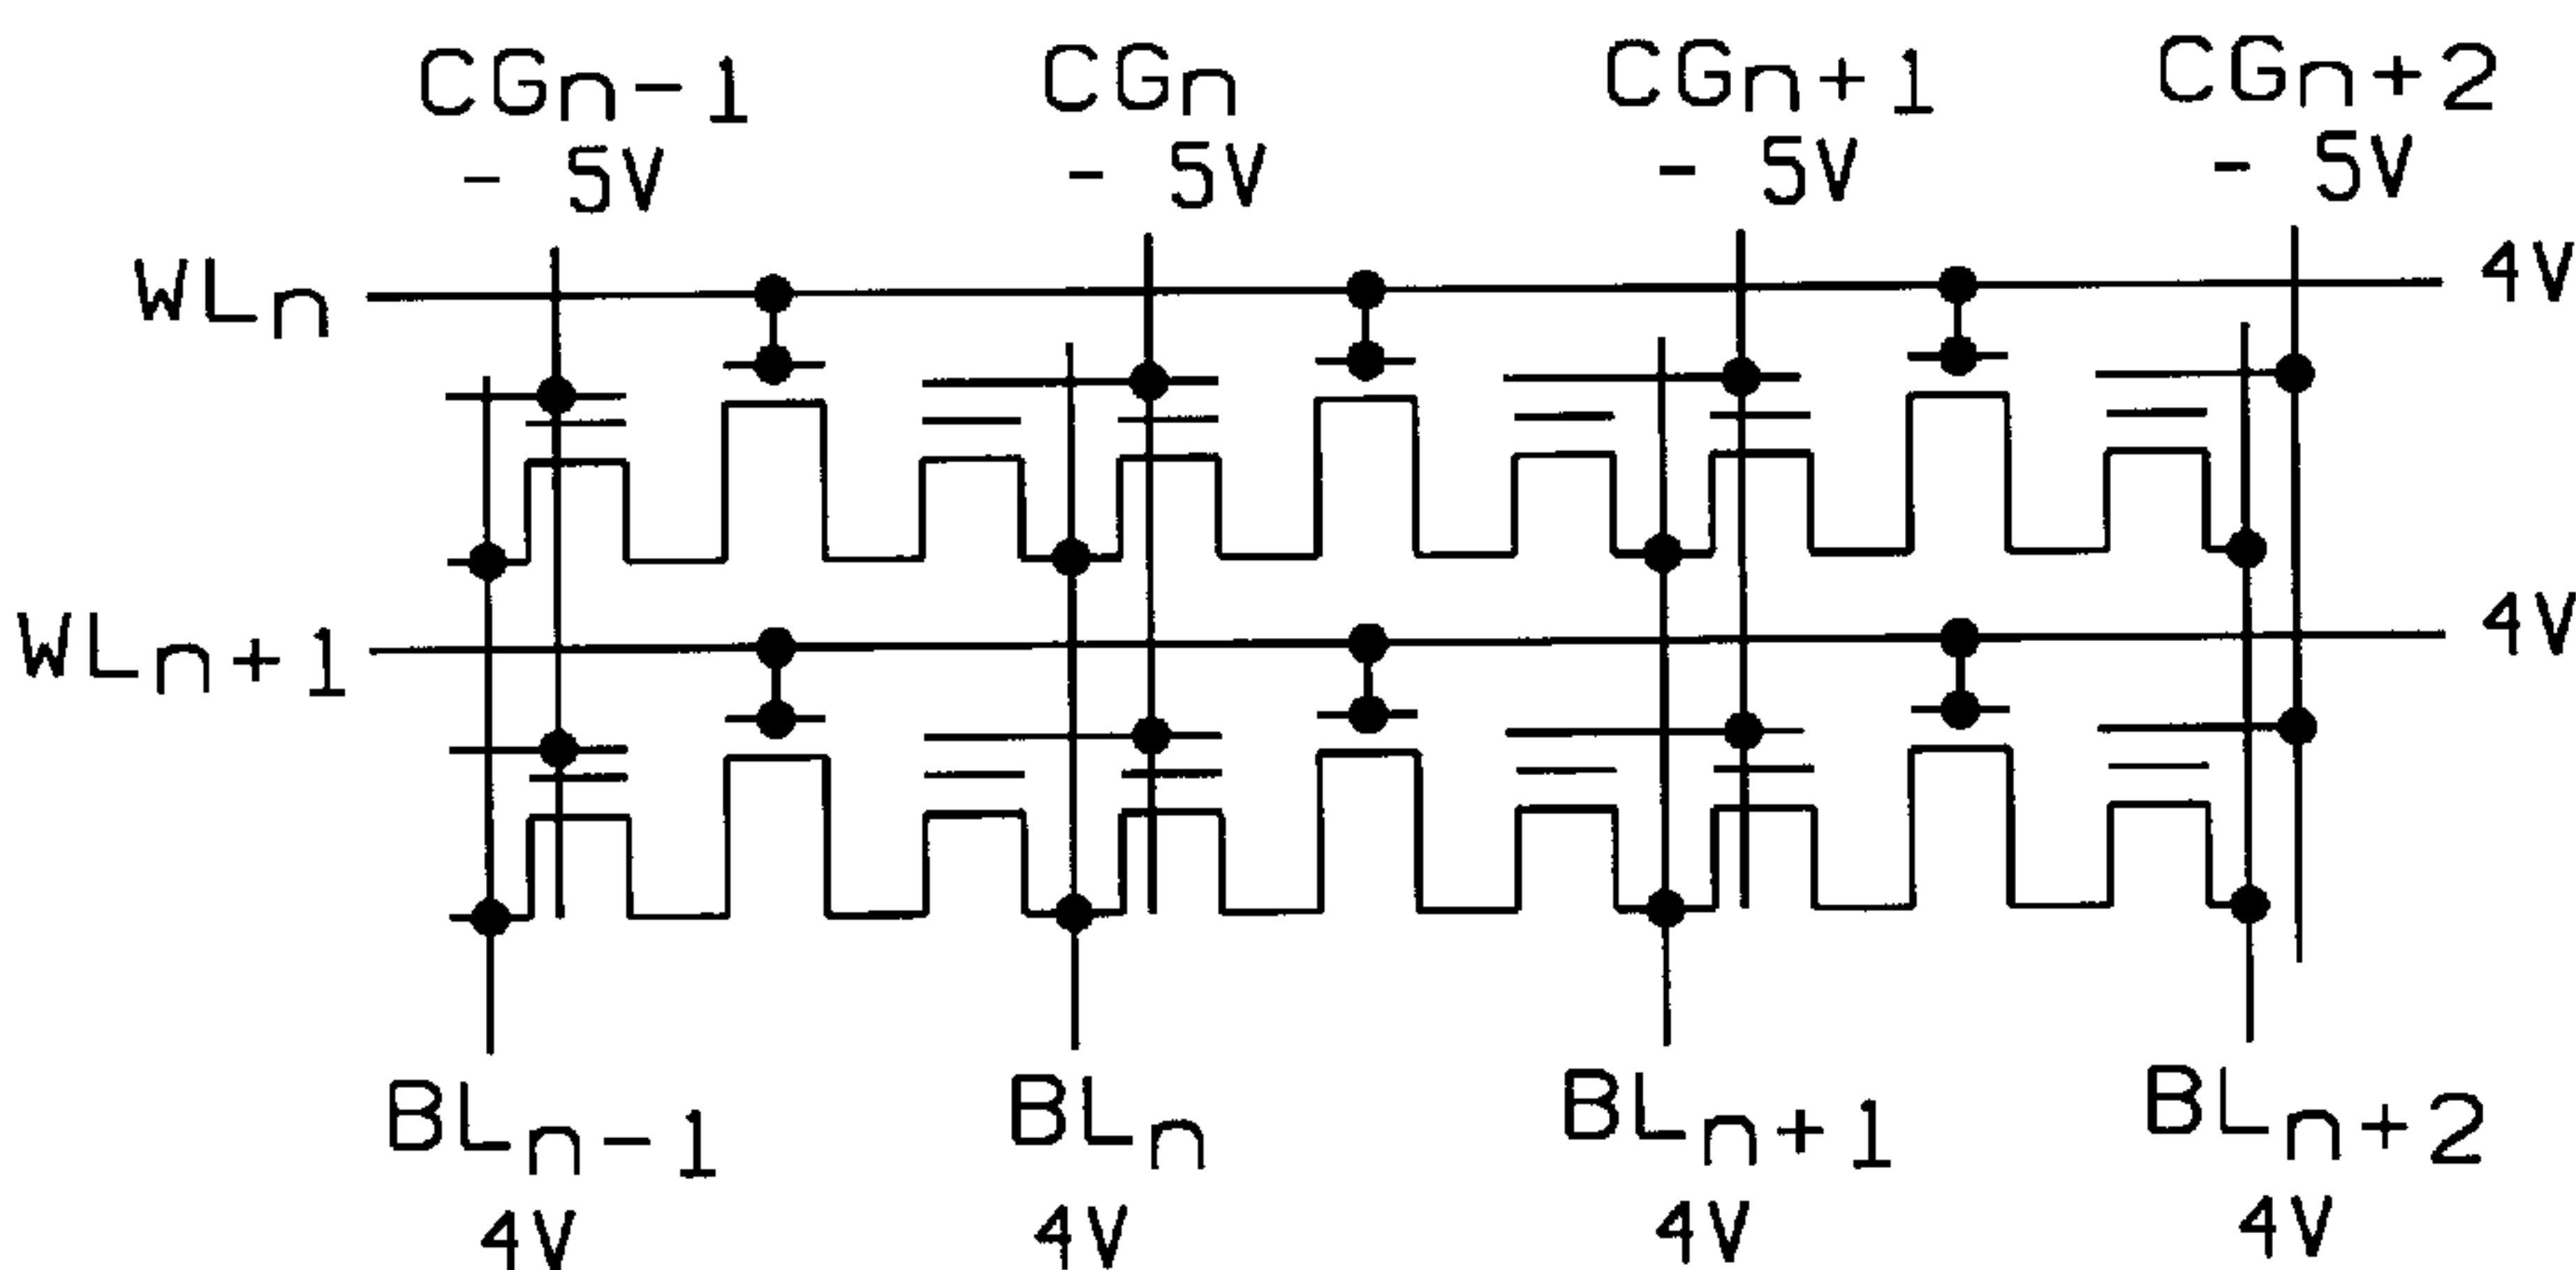 CGn-1 CGn CGn+1 CGn+2
- 5V - 5V - 5V - 5V
WLn 4V
WLn+1 4V
BLn-1 BLn BLn+1 BLn+2
4V 4V 4V 4V